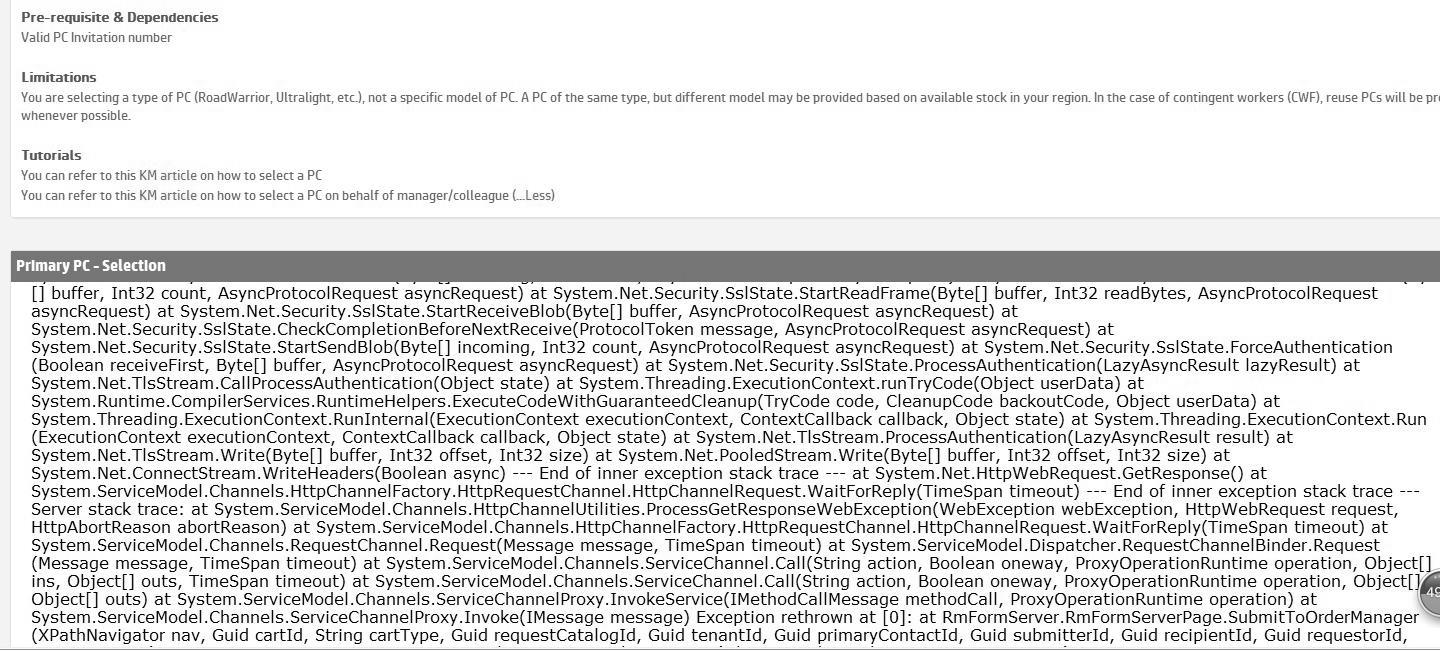 Pre-requisite & Dependencies
Valid PC Invitation number
Limitations
You are selecting a type of PC (RoadWarrior, Ultralight, etc.), not a specific model of PC. A PC of the same type, but different model may be provided based on available stock in your region. In the case of contingent workers (CWF), reuse PCs will be
whenever possible.
Tutorials
You can refer to this KM article on how to select a PC
You can refer to this KM article on how to select a PC on behalf of manager/colleague (...Less)
Primary PC - Selection
[] buffer, Int32 count, AsyncProtocolRequest asyncRequest) at System.Net.Security.SslState.StartReadFrame(Byte[] buffer, Int32 readBytes, AsyncProtocolRequest
asyncRequest) at System.Net.Security.SslState.StartReceiveBlob(Byte[] buffer, AsyncProtocolRequest asyncRequest) at
System.Net.Security.SslState.CheckCompletionBeforeNextReceive(ProtocolToken message, AsyncProtocolRequest asyncRequest) at
System.Net.Security.SslState.StartSendBlob(Byte[] incoming, Int32 count, AsyncProtocolRequest asyncRequest) at System.Net.Security.SslState.ForceAuthentication
(Boolean receiveFirst, Byte[] buffer, AsyncProtocolRequest asyncRequest) at System.Net.Security.SslState.ProcessAuthentication(LazyAsyncResult lazyResult) at
System.Net.TlsStream.CallProcessAuthentication(Object state) at System.Threading.ExecutionContext.runTryCode(Object userData) at
System.Runtime.CompilerServices.RuntimeHelpers.ExecuteCodeWithGuaranteedCleanup(TryCode code, CleanupCode backoutCode, Object userData) at
System.Threading.ExecutionContext.RunInternal(ExecutionContext executionContext, ContextCallback callback, Object state) at System.Threading.ExecutionContext.Run
(ExecutionContext executionContext, ContextCallback callback, Object state) at System.Net.TlsStream.ProcessAuthentication(LazyAsyncResult result) at
System.Net.TlsStream.Write(Byte[] buffer, Int32 offset, Int32 size) at System.Net.PooledStream.Write(Byte[] buffer, Int32 offset, Int32 size) at
System.Net.ConnectStream.WriteHeaders(Boolean async) --- End of inner exception stack trace --- at System.Net.HttpWebRequest.GetResponse() at
System.ServiceModel.Channels.HttpChannelFactory.HttpRequestChannel.HttpChannelRequest.WaitForReply(TimeSpan timeout) --- End of inner exception stack trace ---
Server stack trace: at System.ServiceModel.Channels.HttpChannelUtilities.ProcessGetResponseWebException(WebException webException, HttpWebRequest request,
HttpAbortReason abortReason) at System.ServiceModel.Channels.HttpChannelFactory.HttpRequestChannel.HttpChannelRequest.WaitForReply(TimeSpan timeout) at
System.ServiceModel.Channels.RequestChannel.Request(Message message, TimeSpan timeout) at System.ServiceModel.Dispatcher.RequestChannelBinder.Request
(Message message, TimeSpan timeout) at System.ServiceModel.Channels.ServiceChannel.Call(String action, Boolean oneway, ProxyOperationRuntime operation, Object[]
ins, Object[] outs, TimeSpan timeout) at System.ServiceModel.Channels.ServiceChannel.Call(String action, Boolean oneway, ProxyOperationRuntime operation, Object[]
Object[] outs) at System.ServiceModel.Channels.ServiceChannelProxy.InvokeService(IMethodCallMessage methodCall, ProxyOperationRuntime operation) at
System.ServiceModel.Channels.ServiceChannelProxy.Invoke(IMessage message) Exception rethrown at [0]: at RmFormServer.RmFormServerPage.SubmitToOrderManager
(XPathNavigator nav, Guid cartId, String cartType, Guid requestCatalogId, Guid tenantId, Guid primaryContactId, Guid submitterId, Guid recipientId, Guid requestorId,